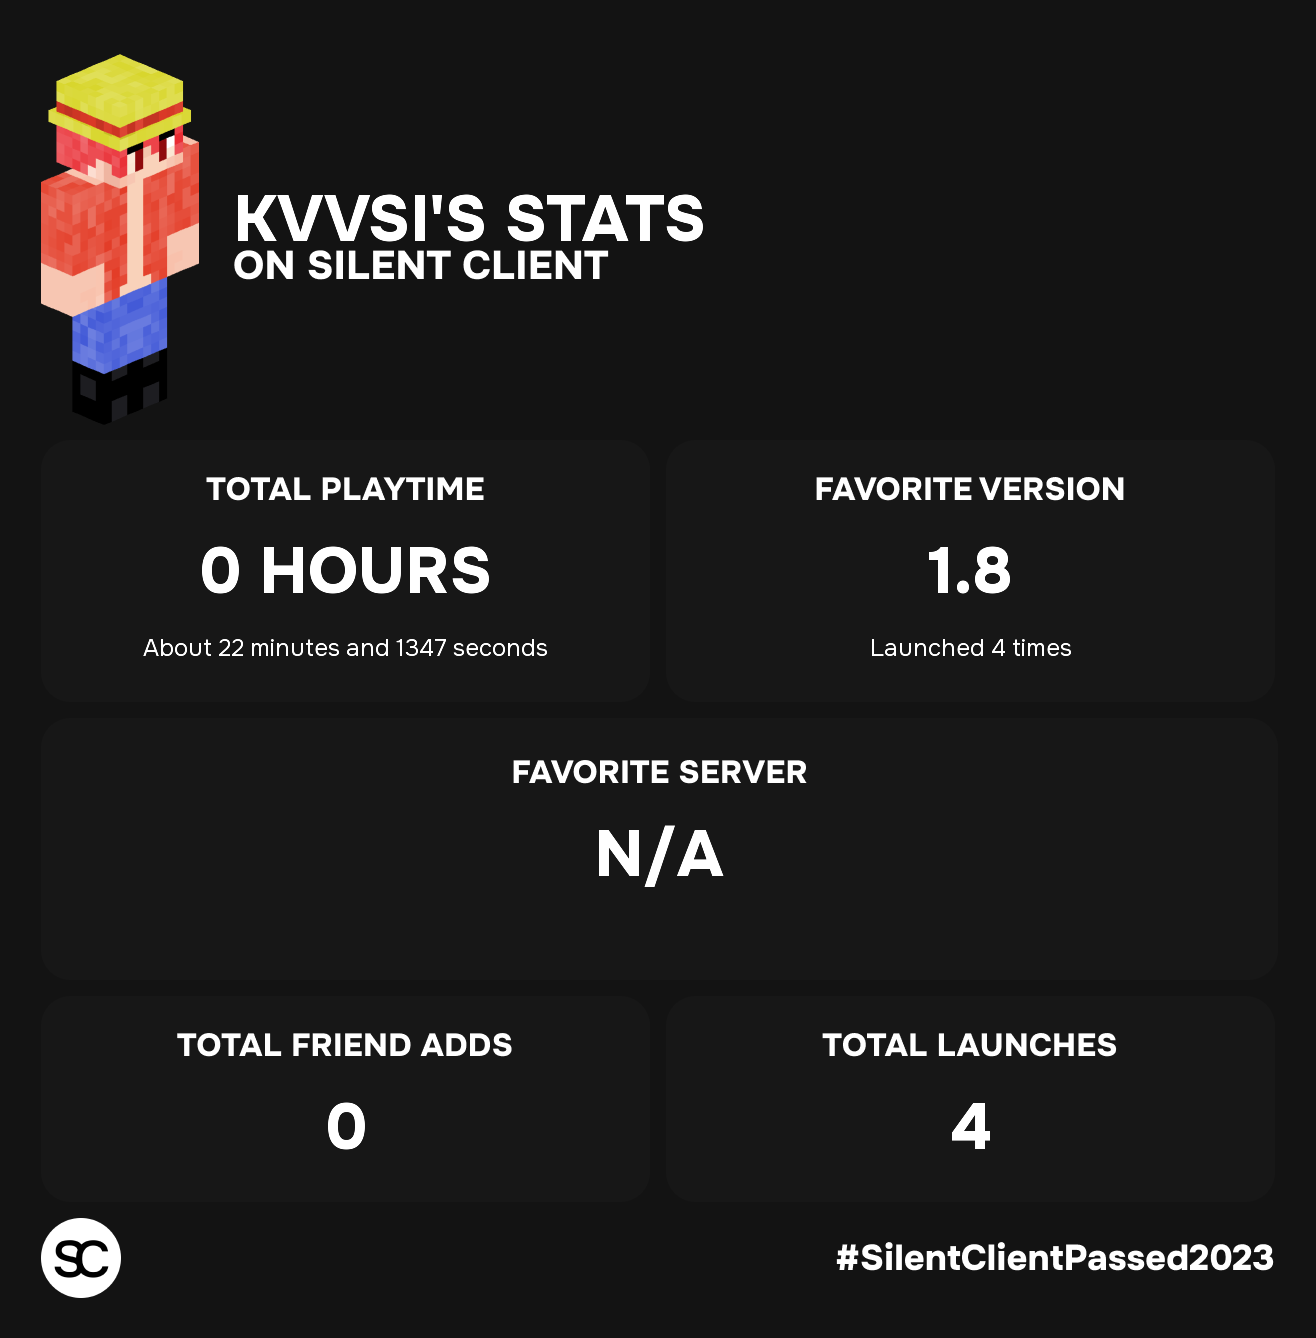 KVVSI'S STATS
ON SILENT CLIENT
TOTAL PLAYTIME
0 HOURS
About 22 minutes and 1347 seconds
FAVORITE VERSION
1.8
Launched 4 times
FAVORITE SERVER
N/A
TOTAL FRIEND ADDS
0
TOTAL LAUNCHES
4
SC
#SilentClientPassed2023